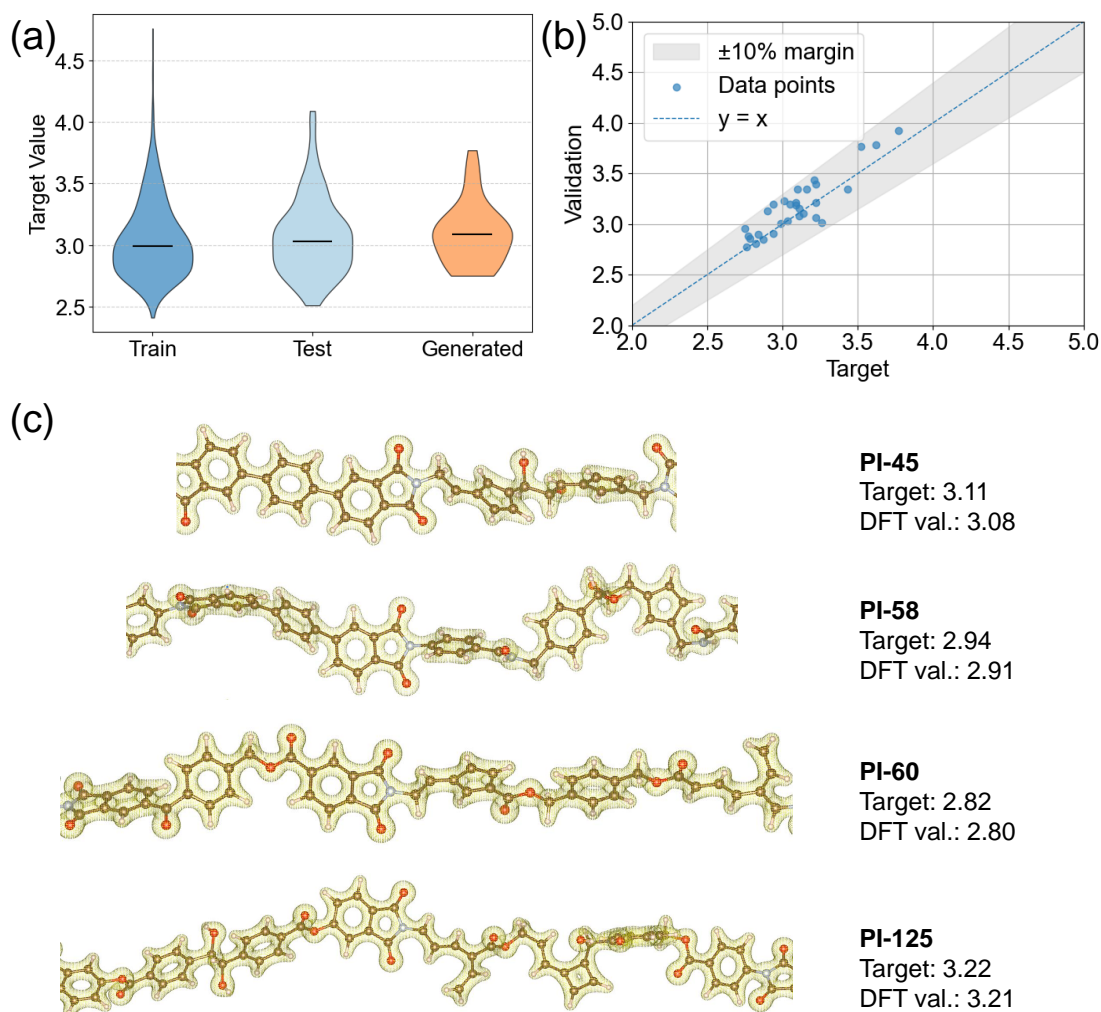 (a)
Target Value
4.5
4.0
3.5
3.0
2.5
Train
Test
Generated
(b)
Validation
5.0
4.5
4.0
3.5
3.0
2.5
2.0
±10% margin
Data points
y = x
2.0
2.5
3.0
3.5
4.0
4.5
5.0
Target
(c)
PI-45
Target: 3.11
DFT val.: 3.08
PI-58
Target: 2.94
DFT val.: 2.91
PI-60
Target: 2.82
DFT val.: 2.80
PI-125
Target: 3.22
DFT val.: 3.21